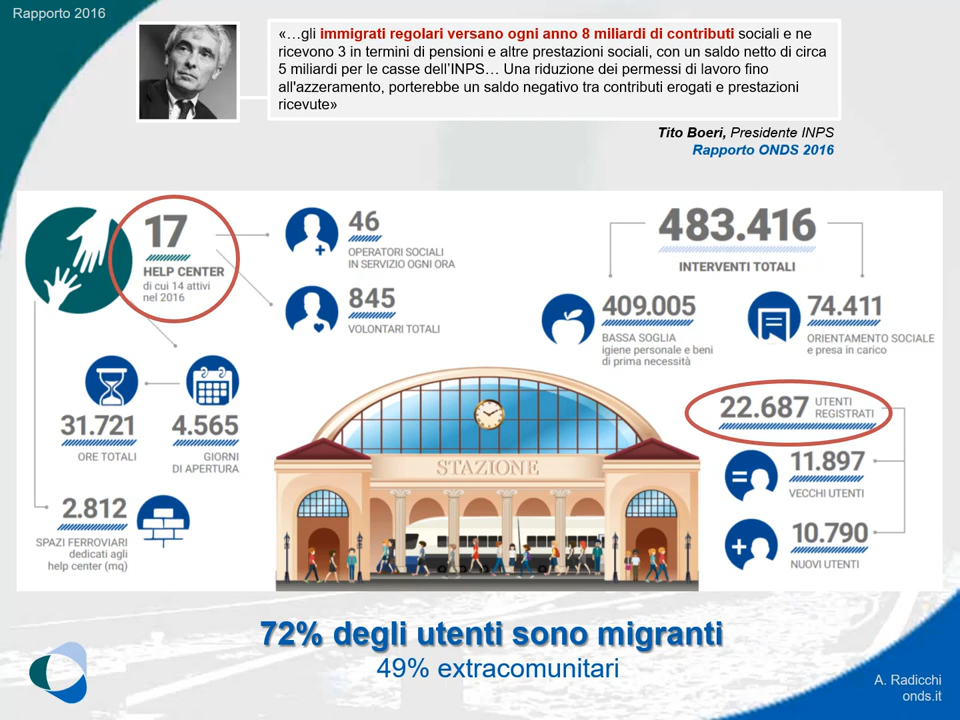 Rapporto 2016
«…gli immigrati regolari versano ogni anno 8 miliardi di contributi sociali e ne
ricevono 3 in termini di pensioni e altre prestazioni sociali, con un saldo netto di circa
5 miliardi per le casse dell'INPS… Una riduzione dei permessi di lavoro fino
all'azzeramento, porterebbe un saldo negativo tra contributi erogati e prestazioni
ricevute»
Tito Boeri, Presidente INPS
Rapporto ONDS 2016
17
HELP CENTER
di cui 14 attivi
nel 2016
46
OPERATORI SOCIALI
IN SERVIZIO OGNI ORA
845
VOLONTARI TOTALI
483.416
INTERVENTI TOTALI
409.005
BASSA SOGLIA
igiene personale e beni
di prima necessità
74.411
ORIENTAMENTO SOCIALE
e presa in carico
31.721
ORE TOTALI
4.565
GIORNI
DI APERTURA
2.812
SPAZI FERROVIARI
dedicati agli
help center (mq)
STAZIONE
22.687 UTENTI
REGISTRATI
11.897
VECCHI UTENTI
10.790
NUOVI UTENTI
72% degli utenti sono migranti
49% extracomunitari
A. Radicchi
onds.it